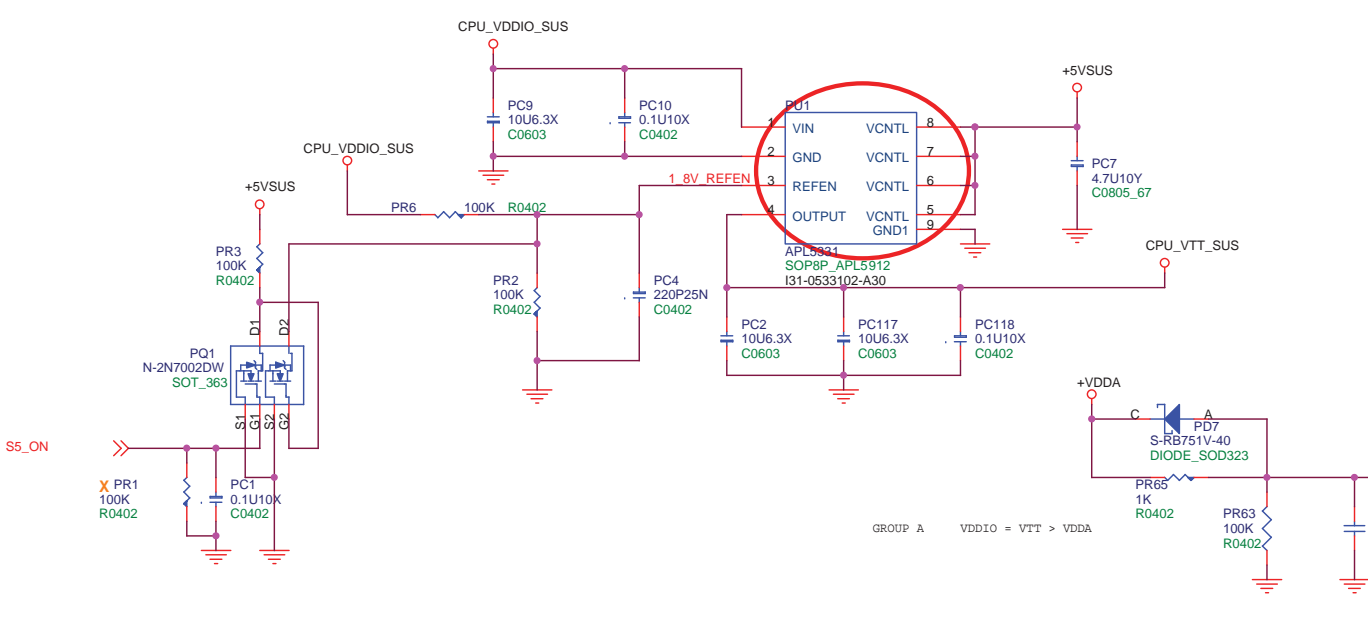 CPU_VDDIO_SUS
PC9
10U6.3X
C0603
PC10
0.1U10X
C0402
PU1
1
VIN
2
GND
3
REFEN
4
OUTPUT
VCNTL
8
VCNTL
7
VCNTL
6
VCNTL
5
GND1
9
APL5331
SOP8P_APL5912
I31-0533102-A30
+5VSUS
PC7
4.7U10Y
C0805_67
CPU_VDDIO_SUS
1_8V_REFEN
PR6
100K
R0402
+5VSUS
PR3
100K
R0402
PR2
100K
R0402
PC4
220P25N
C0402
CPU_VTT_SUS
PC2
10U6.3X
C0603
PC117
10U6.3X
C0603
PC118
0.1U10X
C0402
D1
D2
PQ1
N-2N7002DW
SOT_363
S1
G1
S2
G2
S5_ON
X PR1
100K
R0402
PC1
0.1U10X
C0402
+VDDA
C
A
PD7
S-RB751V-40
DIODE_SOD323
PR65
1K
R0402
PR63
100K
R0402
GROUP A VDDIO = VTT > VDDA